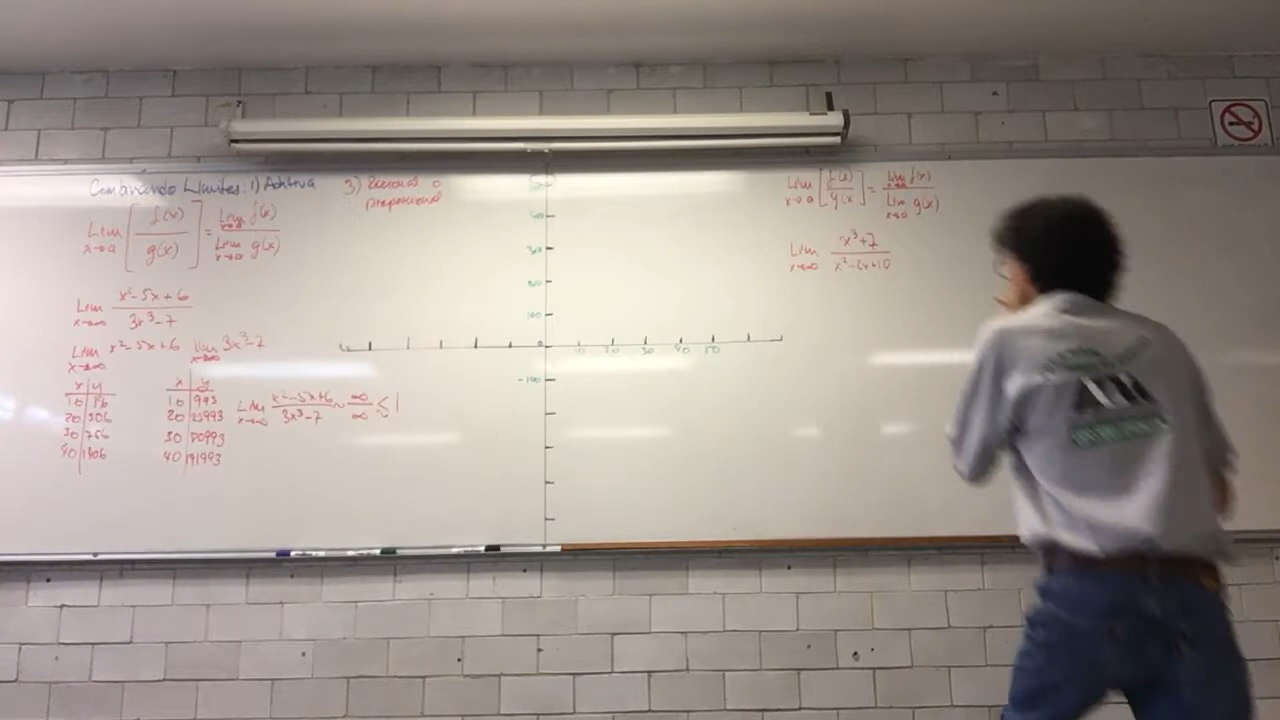 Combinando Límites: 1) Aditiva
3) Racional o
proporcional
Lim x→a [f(x)/g(x)] = Lim x→a f(x) / Lim x→a g(x)
Lim x→∞ x²-5x+6 / 3x³-7
Lim x→∞ x²-5x+6 Lim x→∞ 3x³-7
x | y
10 | 56
20 | 306
30 | 756
40 | 1406
x | y
10 | 993
20 | 23993
30 | 80993
40 | 191993
Lim x→∞ x²-5x+6 / 3x³-7 ~ ∞/∞ < 1
100
-100
10 20 30 40 50
Lim x→a [f(x)/g(x)] = Lim x→a f(x) / Lim x→a g(x)
Lim x→∞ x³+7 / x²-6x+10